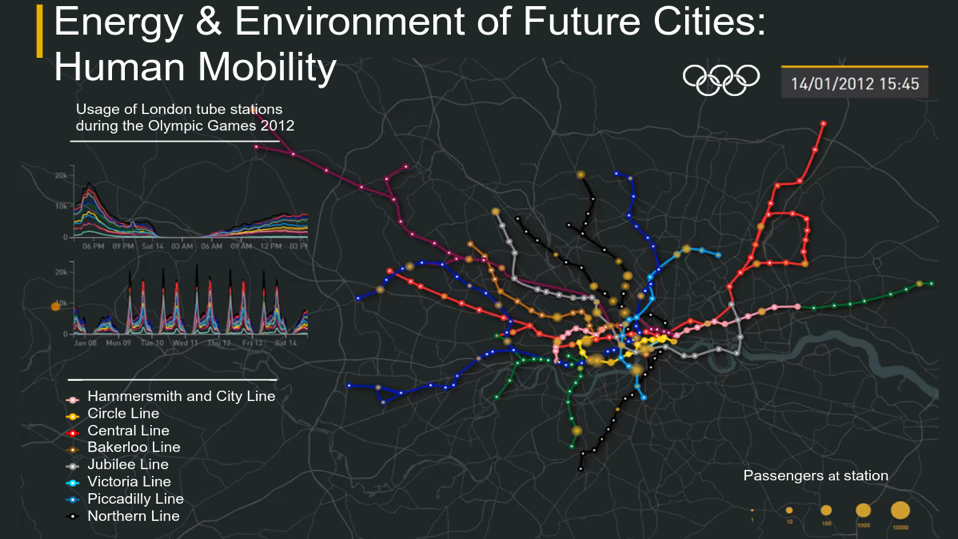 Energy & Environment of Future Cities:
Human Mobility
14/01/2012 15:45
Usage of London tube stations
during the Olympic Games 2012
20k
10k
0
06 PM 09 PM Sat 14 03 AM 06 AM 09 AM 12 PM 03 P
20k
10k
0
Jan 08 Mon 09 Tue 10 Wed 11 Thu 12 Fri 13 Sat 14
Hammersmith and City Line
Circle Line
Central Line
Bakerloo Line
Jubilee Line
Victoria Line
Piccadilly Line
Northern Line
Passengers at station
1 10 100 1000 10000